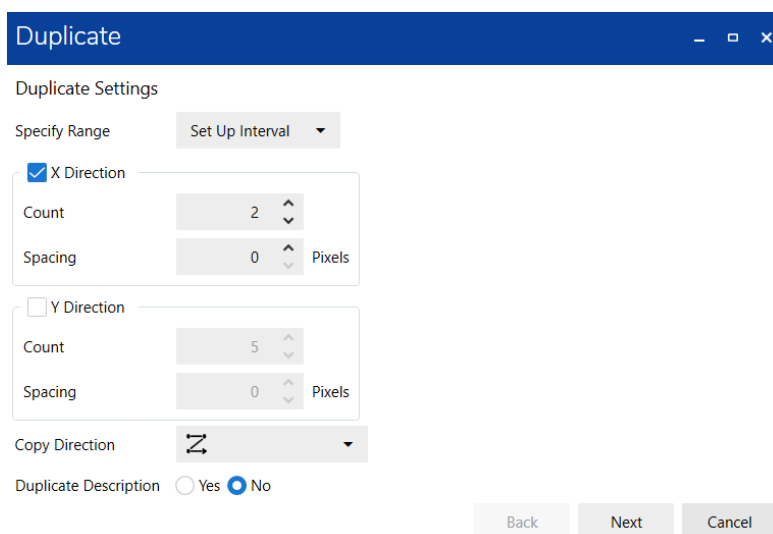 Duplicate
Duplicate Settings
Specify Range Set Up Interval
X Direction
Count 2
Spacing 0 Pixels
Y Direction
Count 5
Spacing 0 Pixels
Copy Direction
Duplicate Description Yes No
Back Next Cancel